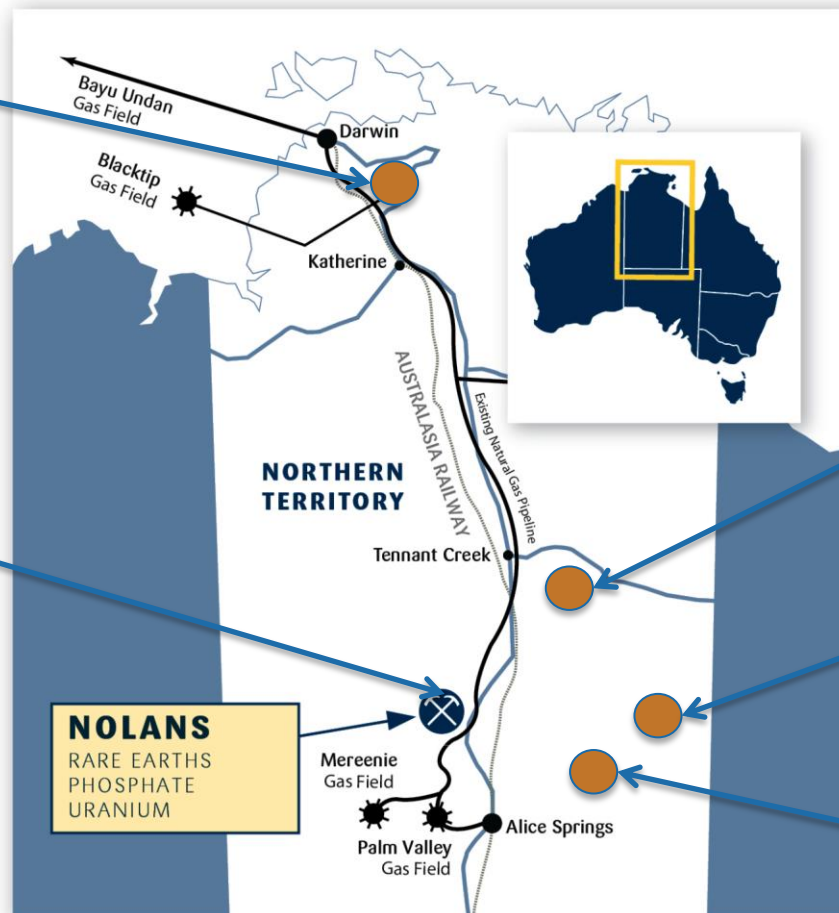 Bayu Undan
Gas Field
Darwin
Blacktip
Gas Field
Katherine
AUSTRALASIA RAILWAY
Existing Natural Gas Pipeline
NORTHERN
TERRITORY
Tennant Creek
NOLANS
RARE EARTHS
PHOSPHATE
URANIUM
Mereenie
Gas Field
Palm Valley
Gas Field
Alice Springs